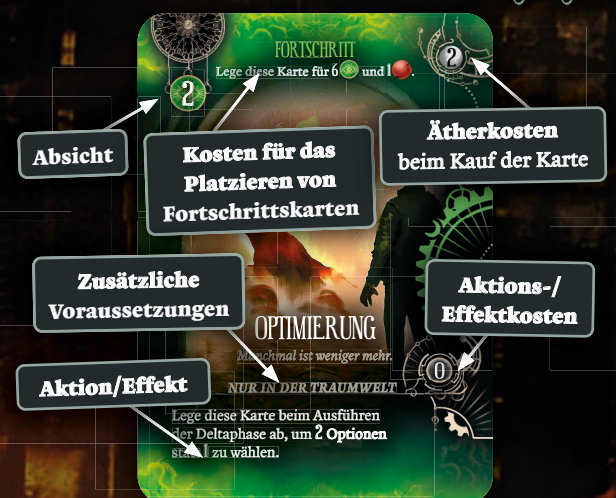 FORTSCHRITT
Lege diese Karte für 6 und 1.
2
2
Absicht
Kosten für das
Platzieren von
Fortschrittskarten
Ätherkosten
beim Kauf der Karte
Zusätzliche
Voraussetzungen
Aktions-/
Effektkosten
OPTIMIERUNG
Manchmal ist weniger mehr.
0
NUR IN DER TRAUMWELT
Aktion/Effekt
Lege diese Karte beim Ausführen
der Deltaphase ab, um 2 Optionen
statt 1 zu wählen.